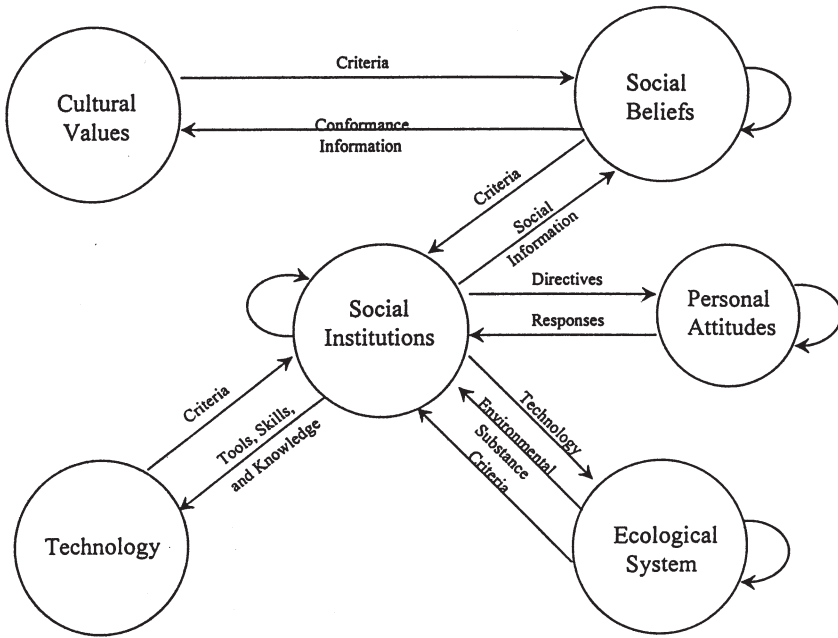 Cultural
Values
Criteria
Conformance
Information
Social
Beliefs
Criteria
Social
Information
Social
Institutions
Directives
Responses
Personal
Attitudes
Criteria
Tools, Skills,
and Knowledge
Technology
Environmental
Substance
Criteria
Technology
Ecological
System